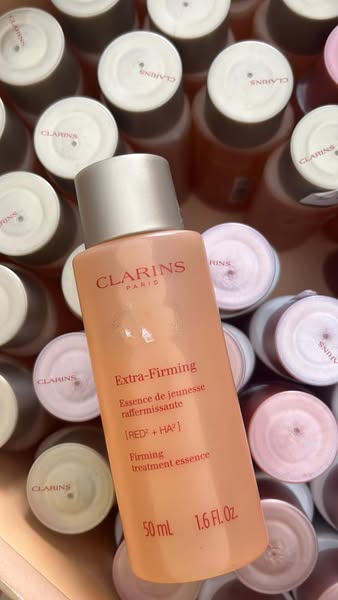 CLARINS
CLARINS
CLARINS
CLARINS
CLARINS
CLARINS
PARIS
Extra-Firming
Essence de jeunesse
raffermissante
[RED² + HA²]
Firming
treatment essence
50 mL 1.6 Fl. Oz.
CLARINS
CLARINS